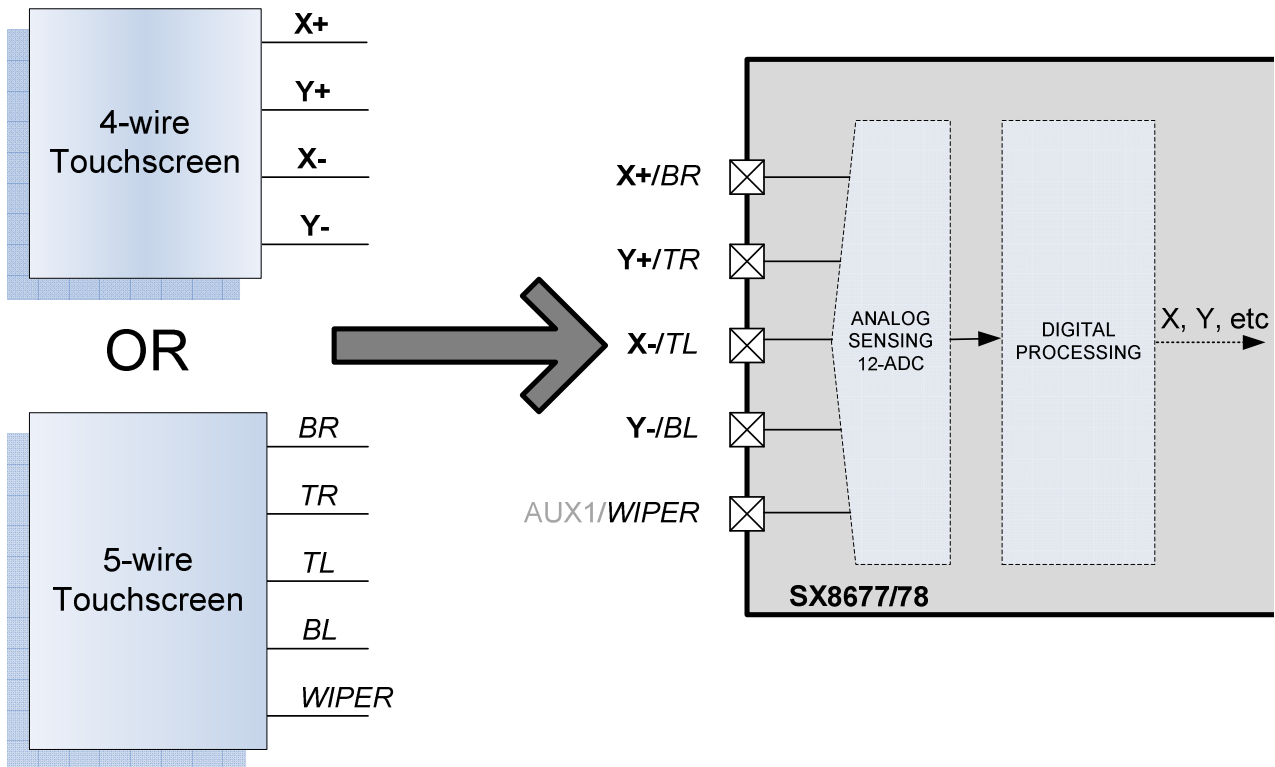 4-wire
Touchscreen
X+
Y+
X-
Y-
OR
5-wire
Touchscreen
BR
TR
TL
BL
WIPER
X+/BR
Y+/TR
X-/TL
Y-/BL
AUX1/WIPER
ANALOG
SENSING
12-ADC
DIGITAL
PROCESSING
X, Y, etc
SX8677/78